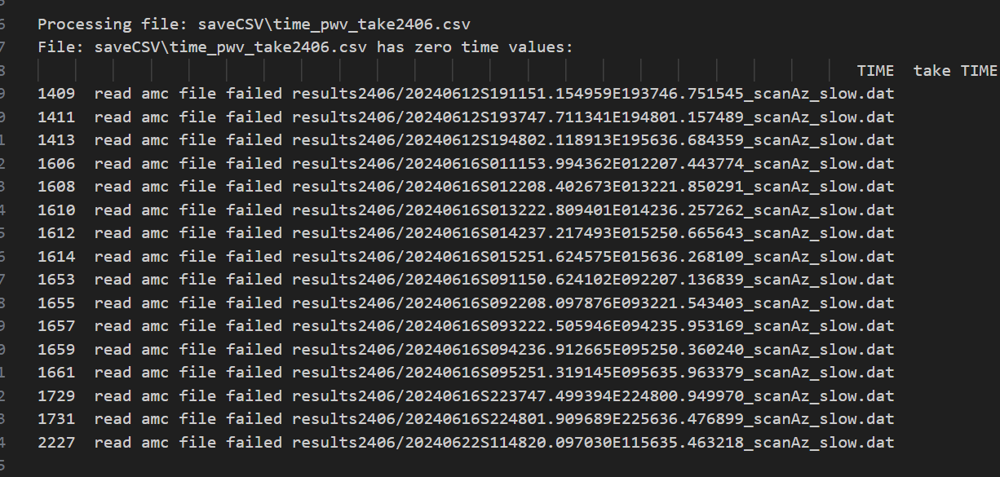 Processing file: saveCSV\time_pwv_take2406.csv
File: saveCSV\time_pwv_take2406.csv has zero time values:
TIME  take TIME
1409  read amc file failed results2406/20240612S191151.154959E193746.751545_scanAz_slow.dat
1411  read amc file failed results2406/20240612S193747.711341E194801.157489_scanAz_slow.dat
1413  read amc file failed results2406/20240612S194802.118913E195636.684359_scanAz_slow.dat
1606  read amc file failed results2406/20240616S011153.994362E012207.443774_scanAz_slow.dat
1608  read amc file failed results2406/20240616S012208.402673E013221.850291_scanAz_slow.dat
1610  read amc file failed results2406/20240616S013222.809401E014236.257262_scanAz_slow.dat
1612  read amc file failed results2406/20240616S014237.217493E015250.665643_scanAz_slow.dat
1614  read amc file failed results2406/20240616S015251.624575E015636.268109_scanAz_slow.dat
1653  read amc file failed results2406/20240616S091150.624102E092207.136839_scanAz_slow.dat
1655  read amc file failed results2406/20240616S092208.097876E093221.543403_scanAz_slow.dat
1657  read amc file failed results2406/20240616S093222.505946E094235.953169_scanAz_slow.dat
1659  read amc file failed results2406/20240616S094236.912665E095250.360240_scanAz_slow.dat
1661  read amc file failed results2406/20240616S095251.319145E095635.963379_scanAz_slow.dat
1729  read amc file failed results2406/20240616S223747.499394E224800.949970_scanAz_slow.dat
1731  read amc file failed results2406/20240616S224801.909689E225636.476899_scanAz_slow.dat
2227  read amc file failed results2406/20240622S114820.097030E115635.463218_scanAz_slow.dat